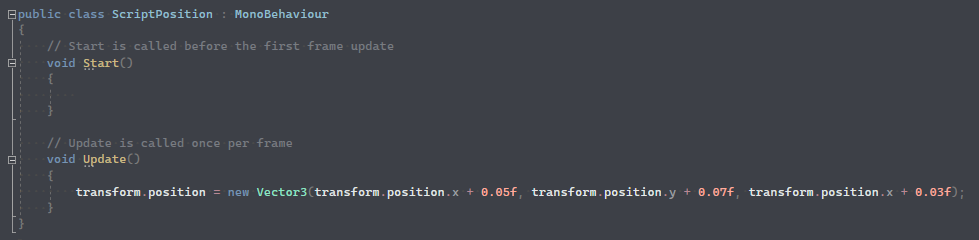 public class ScriptPosition : MonoBehaviour
{
    // Start is called before the first frame update
    void Start()
    {

    }

    // Update is called once per frame
    void Update()
    {
        transform.position = new Vector3(transform.position.x + 0.05f, transform.position.y + 0.07f, transform.position.x + 0.03f);
    }
}